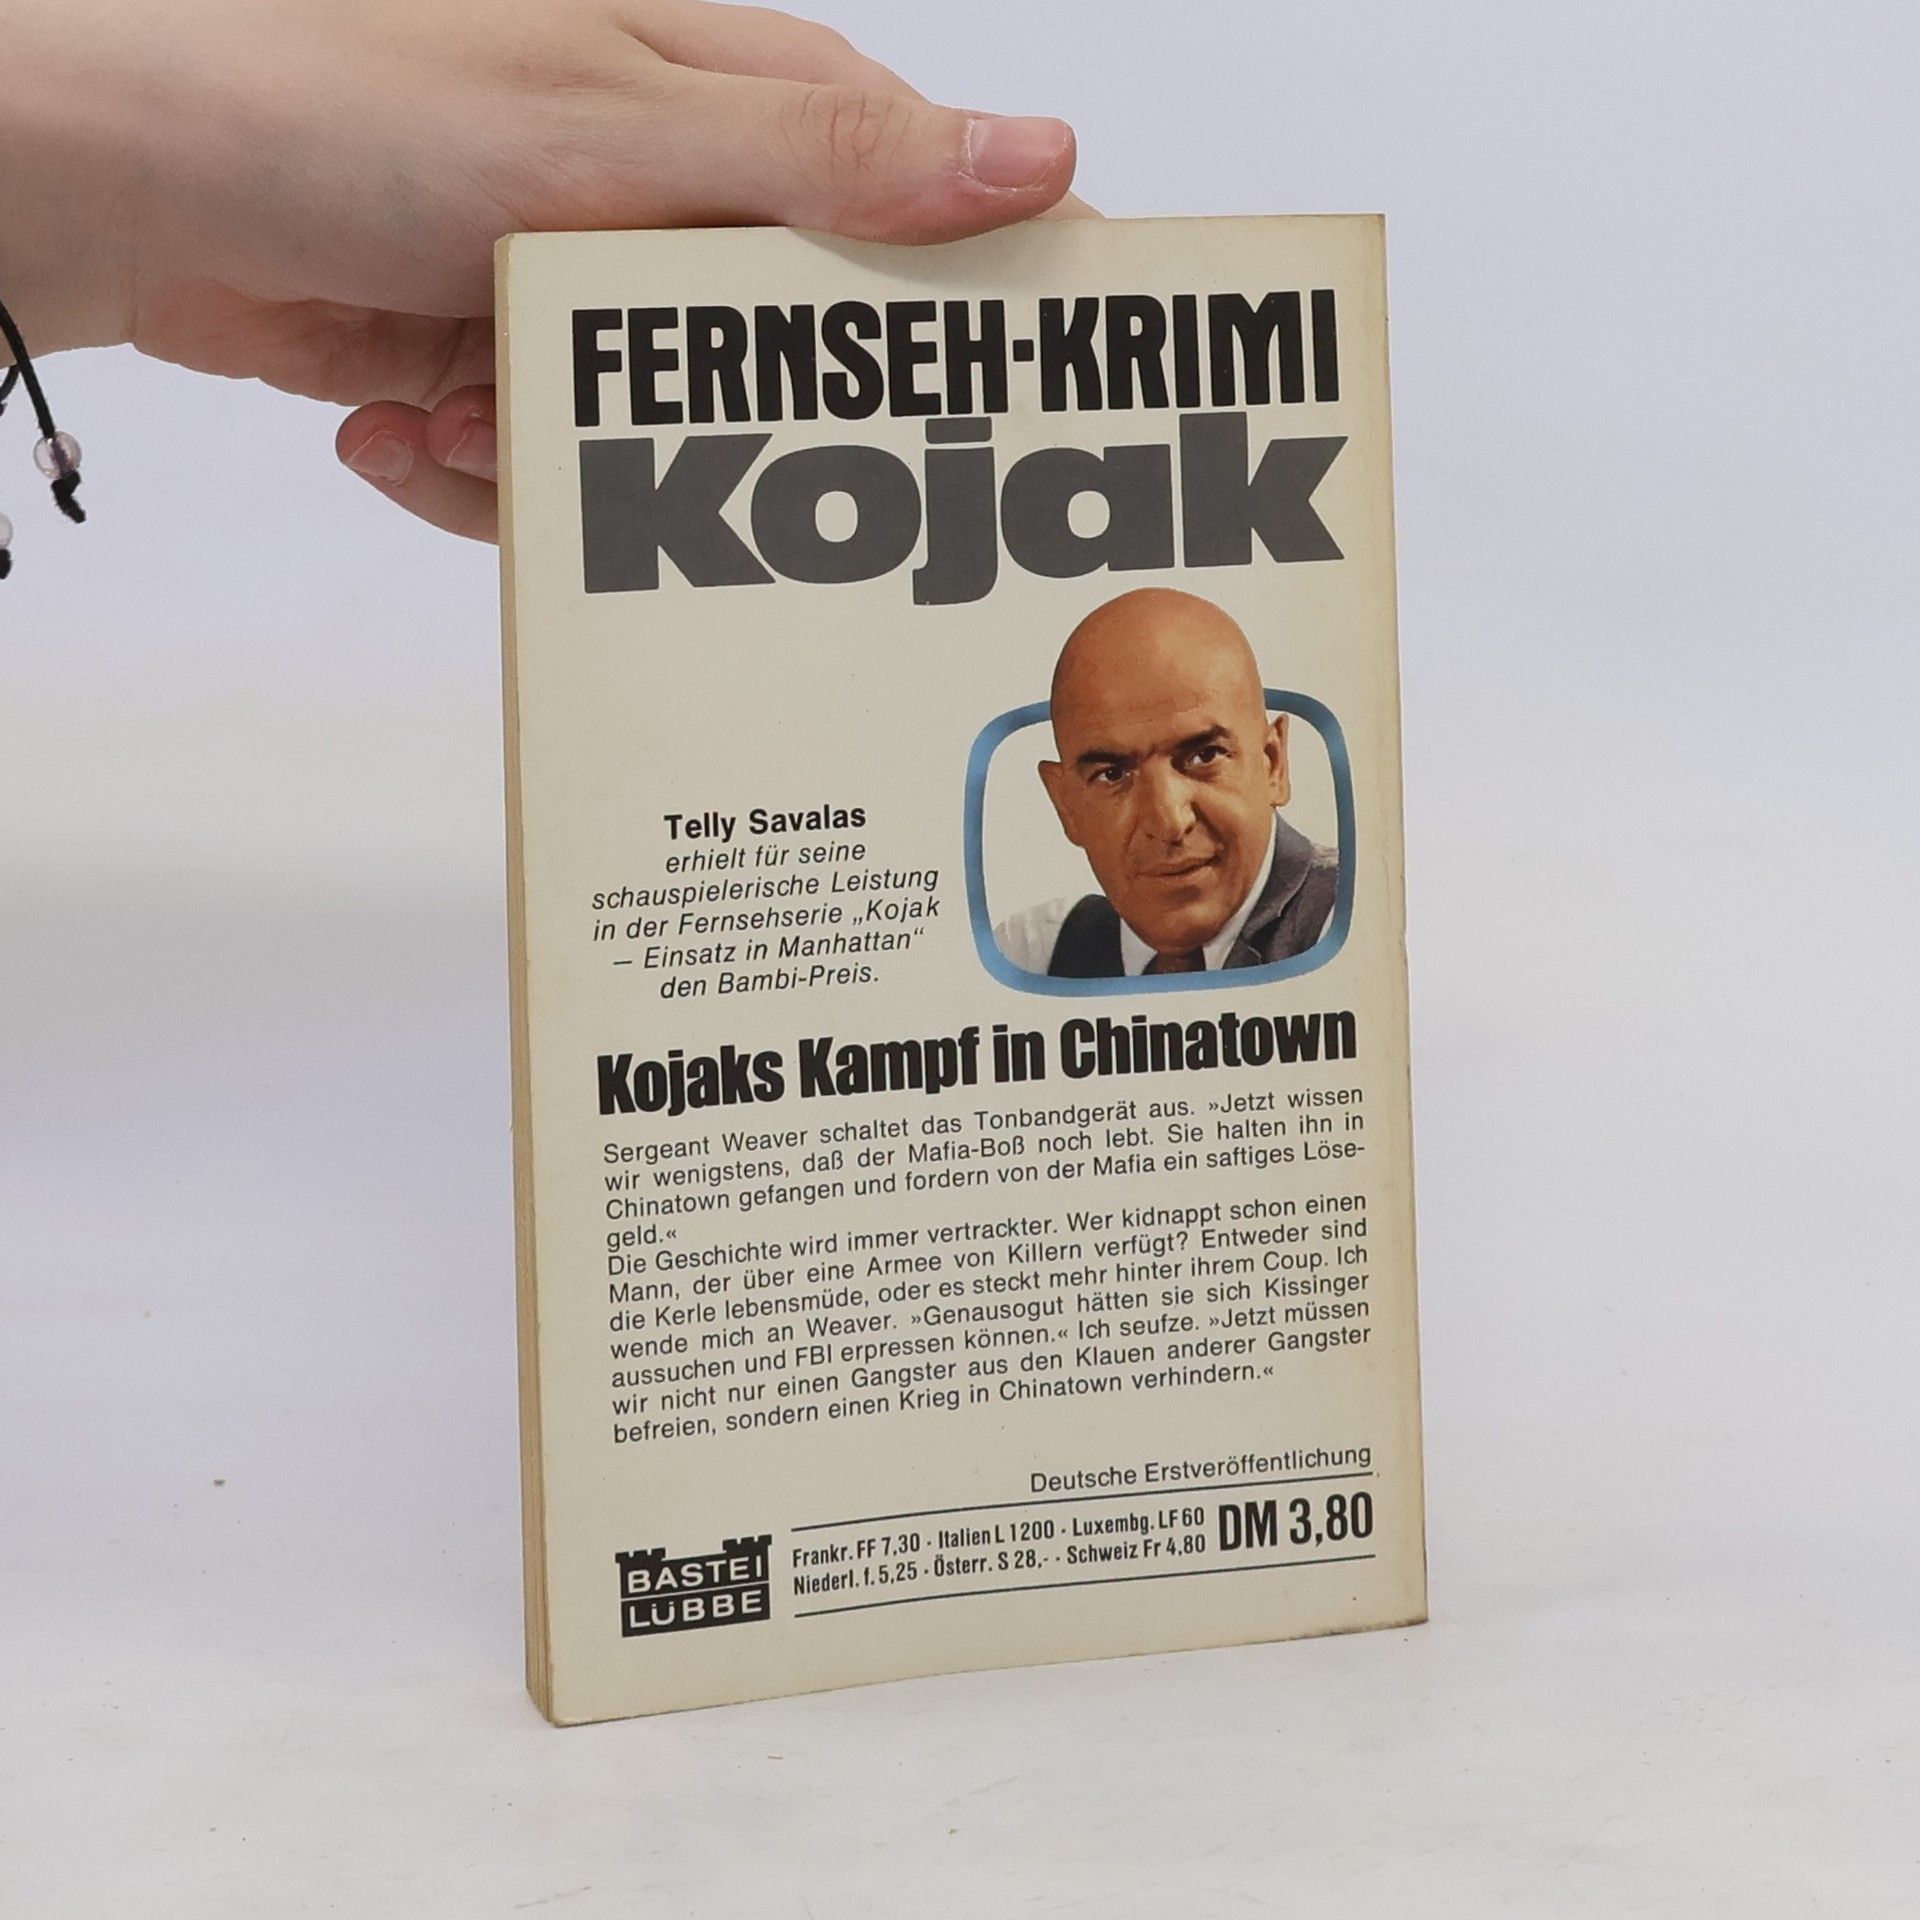 FERNSEH-KRIMI
Kojak
Telly Savalas
erhielt für seine
schauspielerische Leistung
in der Fernsehserie „Kojak
— Einsatz in Manhattan“
den Bambi-Preis.
Kojaks Kampf in Chinatown
Sergeant Weaver schaltet das Tonbandgerät aus. »Jetzt wissen
wir wenigstens, daß der Mafia-Boß noch lebt. Sie halten ihn in
Chinatown gefangen und fordern von der Mafia ein saftiges Löse-
geld.«
Die Geschichte wird immer vertrackter. Wer kidnappt schon einen
Mann, der über eine Armee von Killern verfügt? Entweder sind
die Kerle lebensmüde, oder es steckt mehr hinter ihrem Coup. Ich
wende mich an Weaver. »Genausogut hätten sie sich Kissinger
aussuchen und FBI erpressen können.« Ich seufze. »Jetzt müssen
wir nicht nur einen Gangster aus den Klauen anderer Gangster
befreien, sondern einen Krieg in Chinatown verhindern.«
Deutsche Erstveröffentlichung
BASTEI
LÜBBE
Frankr. FF 7,30 · Italien L 1200 · Luxembg. LF 60
Niederl. f. 5,25 · Österr. S 28,- · Schweiz Fr 4,80
DM 3,80